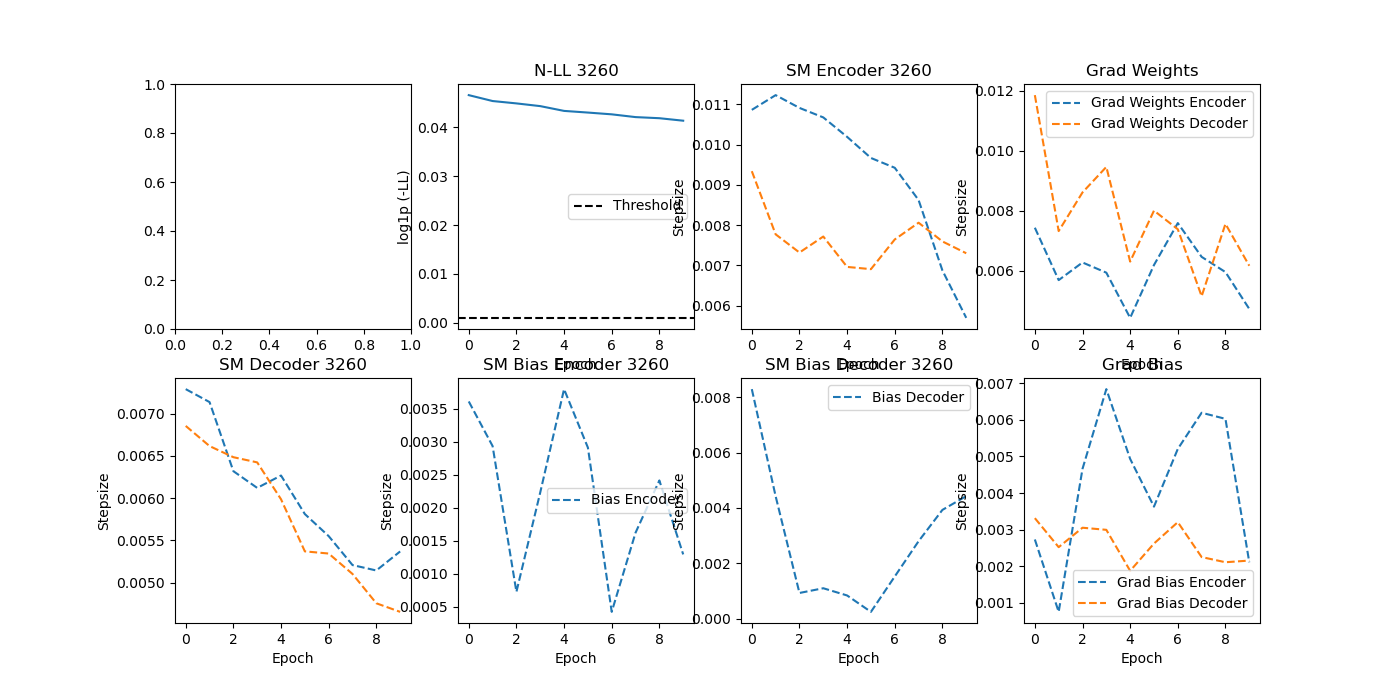 N-LL 3260
SM Encoder 3260
Grad Weights
1.0
0.8
0.6
0.4
0.2
0.0
0.0 0.2 0.4 0.6 0.8 1.0
log1p (-LL)
0.04
0.03
0.02
0.01
0.00
Threshold
0 2 4 6 8
Epoch
Stepsize
0.011
0.010
0.009
0.008
0.007
0.006
0 2 4 6 8
Epoch
Stepsize
0.012
0.010
0.008
0.006
Grad Weights Encoder
Grad Weights Decoder
0 2 4 6 8
Epoch
SM Decoder 3260
SM Bias Encoder 3260
SM Bias Decoder 3260
Grad Bias
Stepsize
0.0070
0.0065
0.0060
0.0055
0.0050
0 2 4 6 8
Epoch
Stepsize
0.0035
0.0030
0.0025
0.0020
0.0015
0.0010
0.0005
Bias Encoder
0 2 4 6 8
Epoch
Stepsize
0.008
0.006
0.004
0.002
0.000
Bias Decoder
0 2 4 6 8
Epoch
Stepsize
0.007
0.006
0.005
0.004
0.003
0.002
0.001
Grad Bias Encoder
Grad Bias Decoder
0 2 4 6 8
Epoch